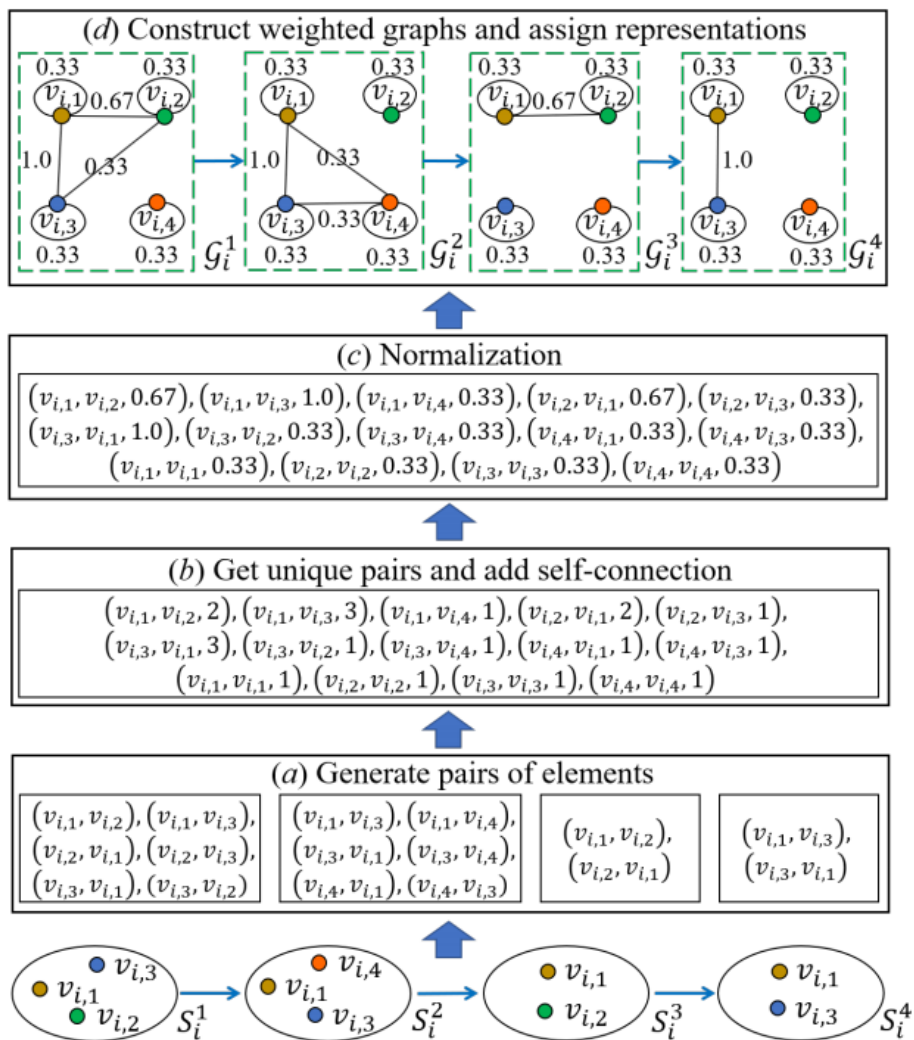 (d) Construct weighted graphs and assign representations
0.33 0.33 0.33 0.33 0.33 0.33 0.33 0.33
v_{i,1} 0.67 v_{i,2} v_{i,1} v_{i,2} v_{i,1} 0.67 v_{i,2} v_{i,1} v_{i,2}
1.0 0.33 1.0 0.33 1.0
v_{i,3} v_{i,4} v_{i,3} 0.33 v_{i,4} v_{i,3} v_{i,4} v_{i,3} v_{i,4}
0.33 0.33 𝒢_i^1 0.33 0.33 𝒢_i^2 0.33 0.33 𝒢_i^3 0.33 0.33 𝒢_i^4
(c) Normalization
(v_{i,1}, v_{i,2}, 0.67), (v_{i,1}, v_{i,3}, 1.0), (v_{i,1}, v_{i,4}, 0.33), (v_{i,2}, v_{i,1}, 0.67), (v_{i,2}, v_{i,3}, 0.33),
(v_{i,3}, v_{i,1}, 1.0), (v_{i,3}, v_{i,2}, 0.33), (v_{i,3}, v_{i,4}, 0.33), (v_{i,4}, v_{i,1}, 0.33), (v_{i,4}, v_{i,3}, 0.33),
(v_{i,1}, v_{i,1}, 0.33), (v_{i,2}, v_{i,2}, 0.33), (v_{i,3}, v_{i,3}, 0.33), (v_{i,4}, v_{i,4}, 0.33)
(b) Get unique pairs and add self-connection
(v_{i,1}, v_{i,2}, 2), (v_{i,1}, v_{i,3}, 3), (v_{i,1}, v_{i,4}, 1), (v_{i,2}, v_{i,1}, 2), (v_{i,2}, v_{i,3}, 1),
(v_{i,3}, v_{i,1}, 3), (v_{i,3}, v_{i,2}, 1), (v_{i,3}, v_{i,4}, 1), (v_{i,4}, v_{i,1}, 1), (v_{i,4}, v_{i,3}, 1),
(v_{i,1}, v_{i,1}, 1), (v_{i,2}, v_{i,2}, 1), (v_{i,3}, v_{i,3}, 1), (v_{i,4}, v_{i,4}, 1)
(a) Generate pairs of elements
(v_{i,1}, v_{i,2}), (v_{i,1}, v_{i,3}),
(v_{i,2}, v_{i,1}), (v_{i,2}, v_{i,3}),
(v_{i,3}, v_{i,1}), (v_{i,3}, v_{i,2})
(v_{i,1}, v_{i,3}), (v_{i,1}, v_{i,4}),
(v_{i,3}, v_{i,1}), (v_{i,3}, v_{i,4}),
(v_{i,4}, v_{i,1}), (v_{i,4}, v_{i,3})
(v_{i,1}, v_{i,2}),
(v_{i,2}, v_{i,1})
(v_{i,1}, v_{i,3}),
(v_{i,3}, v_{i,1})
v_{i,3}
v_{i,1}
v_{i,2} S_i^1
v_{i,4}
v_{i,1}
v_{i,3} S_i^2
v_{i,1}
v_{i,2} S_i^3
v_{i,1}
v_{i,3} S_i^4